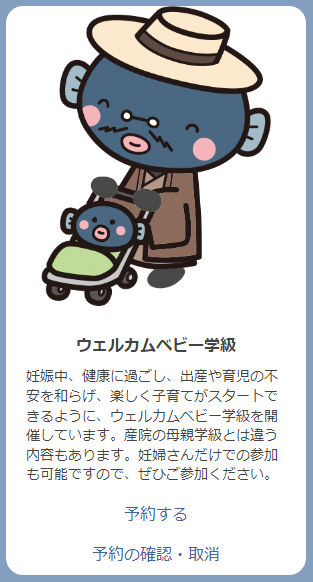 ウェルカムベビー学級
妊娠中、健康に過ごし、出産や育児の不
安を和らげ、楽しく子育てがスタートで
きるように、ウェルカムベビー学級を開
催しています。産院の母親学級とは違う
内容もあります。妊婦さんだけでの参加
も可能ですので、ぜひご参加ください。
予約する
予約の確認・取消